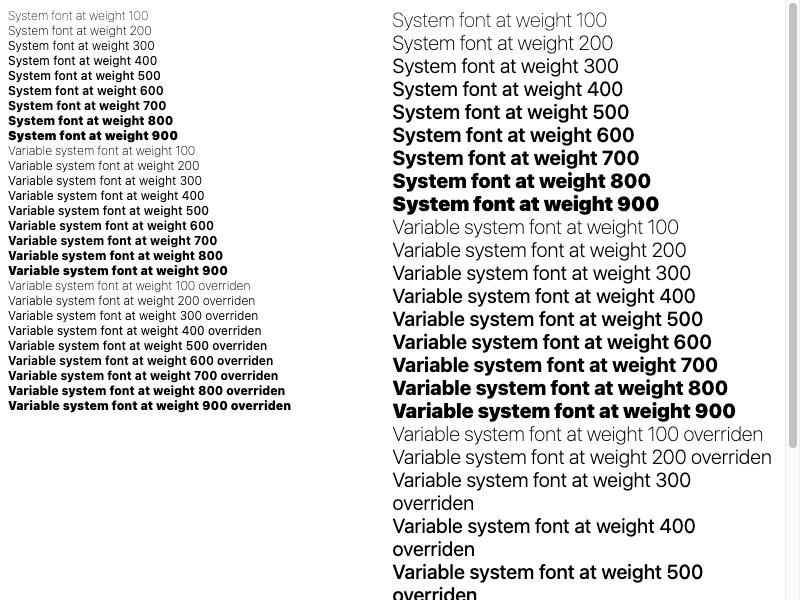 System font at weight 100
System font at weight 200
System font at weight 300
System font at weight 400
System font at weight 500
System font at weight 600
System font at weight 700
System font at weight 800
System font at weight 900
Variable system font at weight 100
Variable system font at weight 200
Variable system font at weight 300
Variable system font at weight 400
Variable system font at weight 500
Variable system font at weight 600
Variable system font at weight 700
Variable system font at weight 800
Variable system font at weight 900
Variable system font at weight 100 overriden
Variable system font at weight 200 overriden
Variable system font at weight 300 overriden
Variable system font at weight 400 overriden
Variable system font at weight 500 overriden
Variable system font at weight 600 overriden
Variable system font at weight 700 overriden
Variable system font at weight 800 overriden
Variable system font at weight 900 overriden
System font at weight 100
System font at weight 200
System font at weight 300
System font at weight 400
System font at weight 500
System font at weight 600
System font at weight 700
System font at weight 800
System font at weight 900
Variable system font at weight 100
Variable system font at weight 200
Variable system font at weight 300
Variable system font at weight 400
Variable system font at weight 500
Variable system font at weight 600
Variable system font at weight 700
Variable system font at weight 800
Variable system font at weight 900
Variable system font at weight 100 overriden
Variable system font at weight 200 overriden
Variable system font at weight 300
overriden
Variable system font at weight 400
overriden
Variable system font at weight 500
overriden